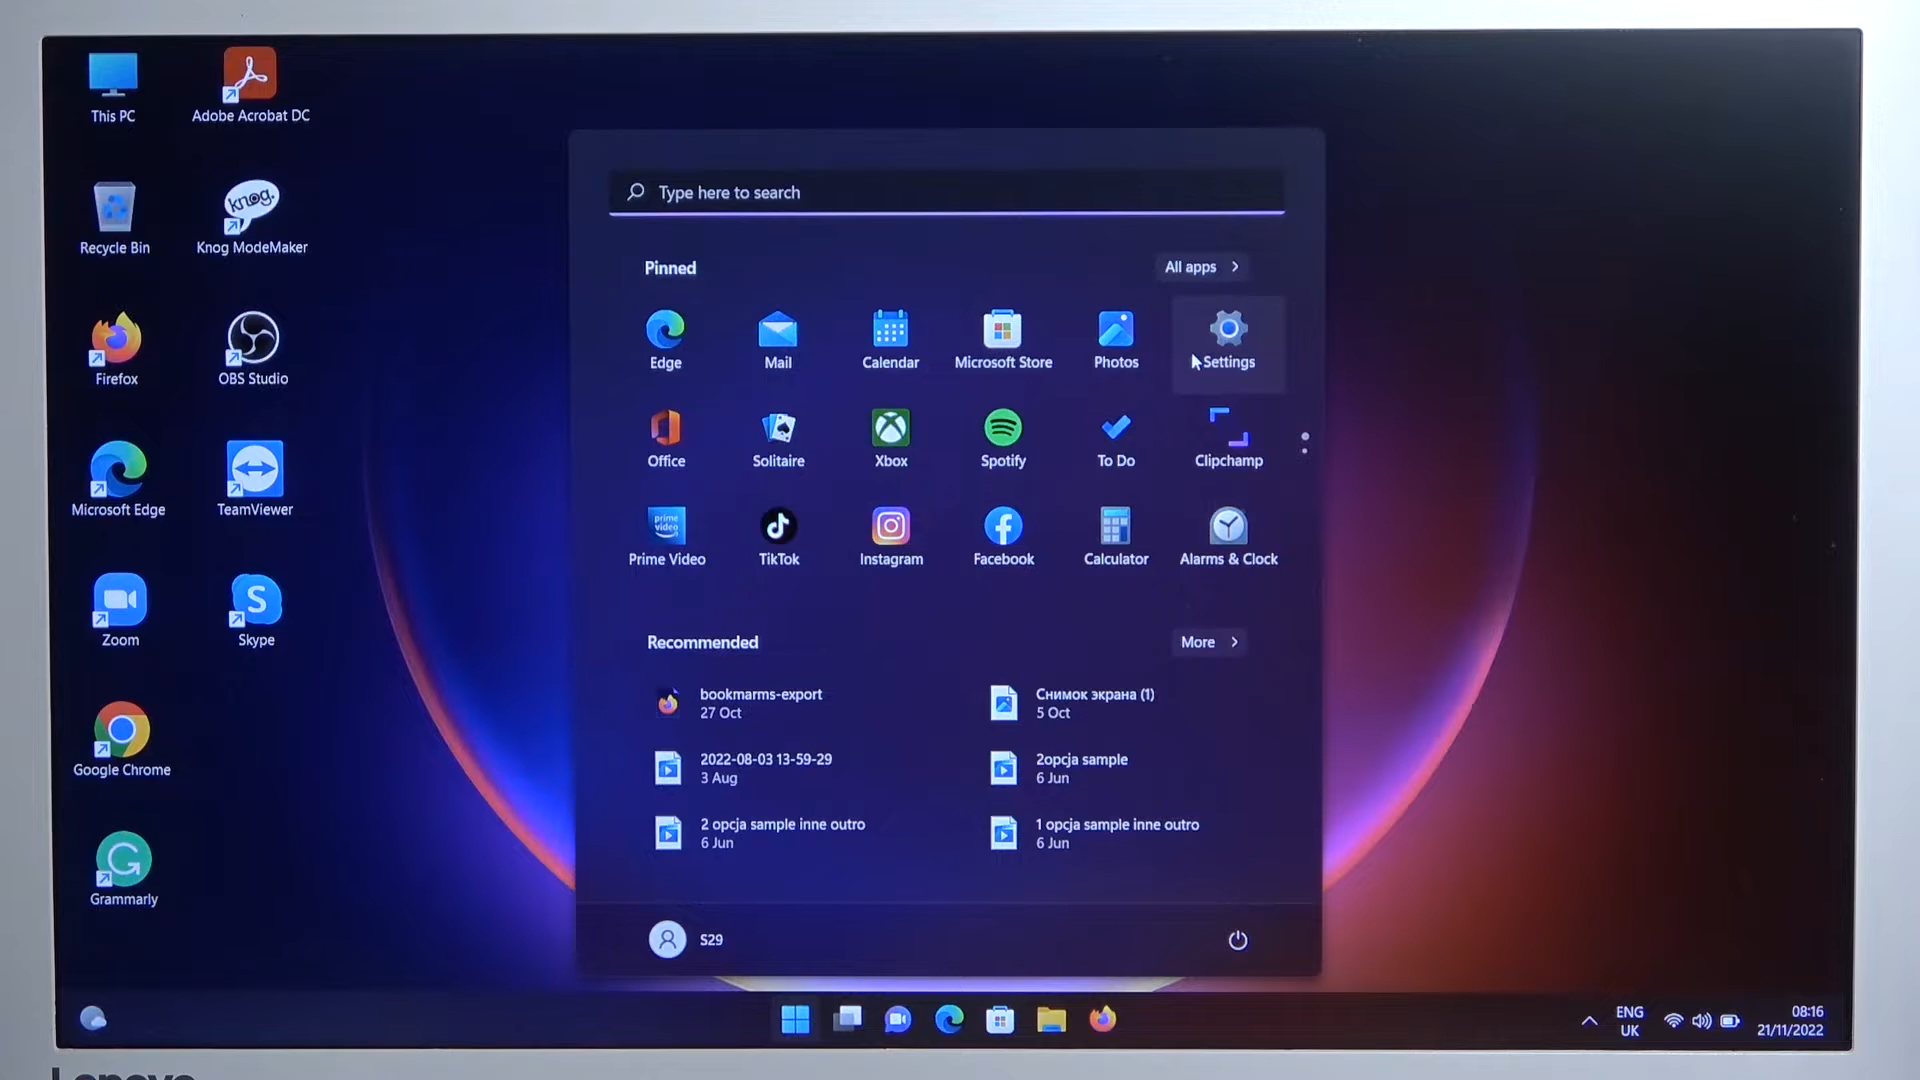 This PC
Adobe Acrobat DC
knog.
Recycle Bin
Knog ModeMaker
Firefox
OBS Studio
Microsoft Edge
TeamViewer
Zoom
S
Skype
Google Chrome
G
Grammarly
Type here to search
Pinned
All apps
Edge
Mail
Calendar
Microsoft Store
Photos
Settings
Office
Solitaire
Xbox
Spotify
To Do
Clipchamp
prime
video
Prime Video
TikTok
Instagram
Facebook
Calculator
Alarms & Clock
Recommended
More
bookmarms-export
27 Oct
Снимок экрана (1)
5 Oct
2022-08-03 13-59-29
3 Aug
2opcja sample
6 Jun
2 opcja sample inne outro
6 Jun
1 opcja sample inne outro
6 Jun
S29
ENG
UK
08:16
21/11/2022
Lenovo